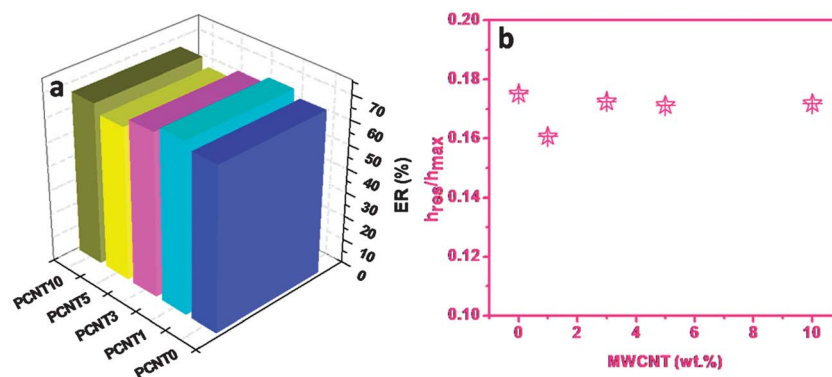 a
70
60
50
40
30
20
10
0
ER (%)
PCNT10
PCNT5
PCNT3
PCNT1
PCNT0
b
0.20
0.18
0.16
0.14
0.12
0.10
hres/hmax
0 2 4 6 8 10
MWCNT (wt.%)